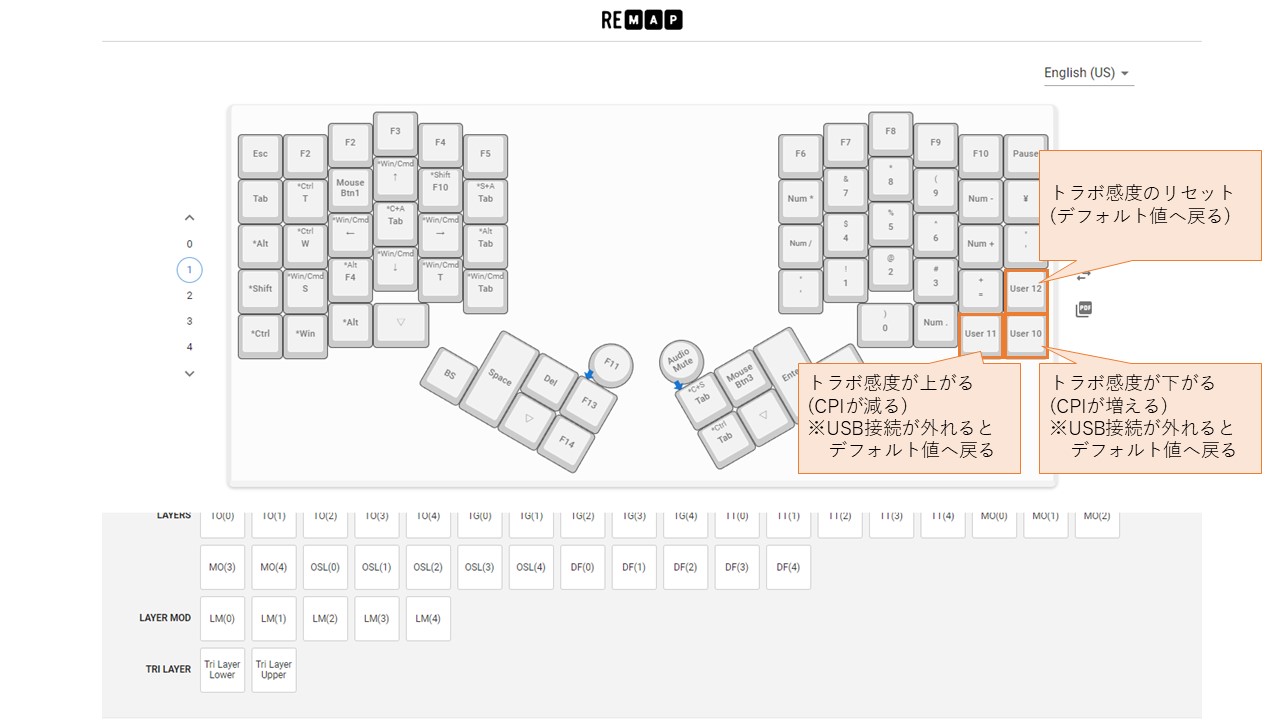 REMAP
English (US)
Esc F2 F2 F3 F4 F5
Tab *Ctrl T Mouse Btn1 *Win/Cmd ↑ *Shift F10 *S+A Tab
*Alt *Ctrl W *Win/Cmd ← *C+A Tab *Win/Cmd → *Alt Tab
*Shift *Win/Cmd S *Alt F4 *Win/Cmd ↓ *Win/Cmd T *Win/Cmd Tab
*Ctrl *Win *Alt ▽
BS Space Del F11
▽ F13
F14
F6 F7 F8 F9 F10 Pause
Num * & 7 * 8 ( 9 Num - ¥
Num / $ 4 % 5 6 Num +
! 1 @ 2 # 3 + = User 12
) 0 Num . User 11 User 10
Audio Mute *C+S Tab Mouse Btn3 Ente
*Ctrl Tab ◁
0
1
2
3
4
PDF
トラボ感度のリセット
(デフォルト値へ戻る)
トラボ感度が上がる
(CPIが減る)
※USB接続が外れると
デフォルト値へ戻る
トラボ感度が下がる
(CPIが増える)
※USB接続が外れると
デフォルト値へ戻る
LAYERS TO(0) TO(1) TO(2) TO(3) TO(4) TG(0) TG(1) TG(2) TG(3) TG(4) TT(0) TT(1) TT(2) TT(3) TT(4) MO(0) MO(1) MO(2)
MO(3) MO(4) OSL(0) OSL(1) OSL(2) OSL(3) OSL(4) DF(0) DF(1) DF(2) DF(3) DF(4)
LAYER MOD LM(0) LM(1) LM(2) LM(3) LM(4)
TRI LAYER Tri Layer Lower Tri Layer Upper